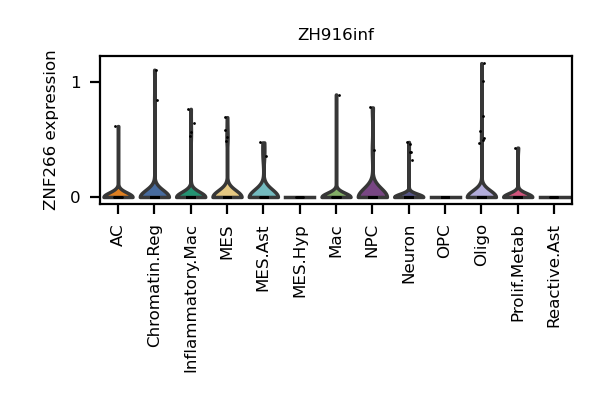 ZH916inf
ZNF266 expression
1
0
AC
Chromatin.Reg
Inflammatory.Mac
MES
MES.Ast
MES.Hyp
Mac
NPC
Neuron
OPC
Oligo
Prolif.Metab
Reactive.Ast